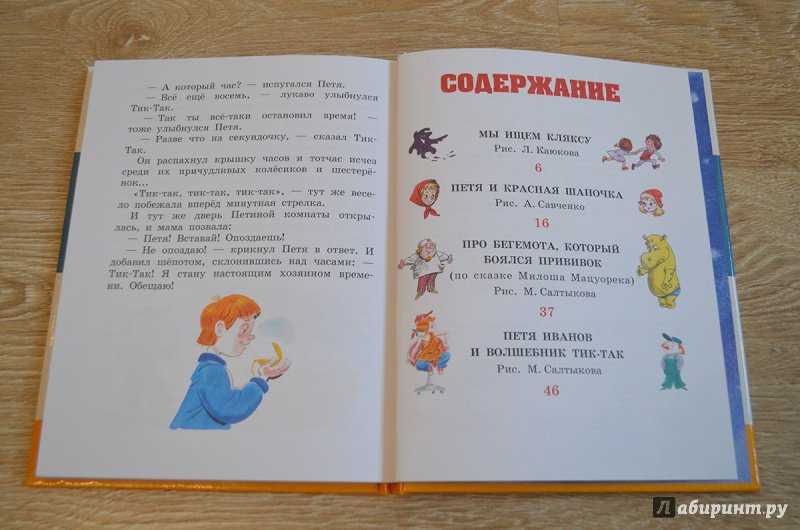 — А который час? — испугался Петя.
— Всё ещё восемь, — лукаво улыбнулся
Тик-Так.
— Так ты всё-таки остановил время! —
тоже улыбнулся Петя.
— Разве что на секундочку, — сказал Тик-
Так.
Он распахнул крышку часов и тотчас исчез
среди их причудливых колёсиков и шестерё-
нок...
«Тик-так, тик-так, тик-так», — тут же весе-
ло побежала вперёд минутная стрелка.
И тут же дверь Петиной комнаты откры-
лась, и мама позвала:
— Петя! Вставай! Опоздаешь!
— Не опоздаю! — крикнул Петя в ответ. И
добавил шёпотом, склонившись над часами: —
Тик-Так! Я стану настоящим хозяином време-
ни. Обещаю!
СОДЕРЖАНИЕ
МЫ ИЩЕМ КЛЯКСУ
Рис. Л. Каюкова
6
ПЕТЯ И КРАСНАЯ ШАПОЧКА
Рис. А. Савченко
16
ПРО БЕГЕМОТА, КОТОРЫЙ
БОЯЛСЯ ПРИВИВОК
(по сказке Милоша Мацоурека)
Рис. М. Салтыкова
37
ПЕТЯ ИВАНОВ
И ВОЛШЕБНИК ТИК-ТАК
Рис. М. Салтыкова
46
Лабиринт.ру